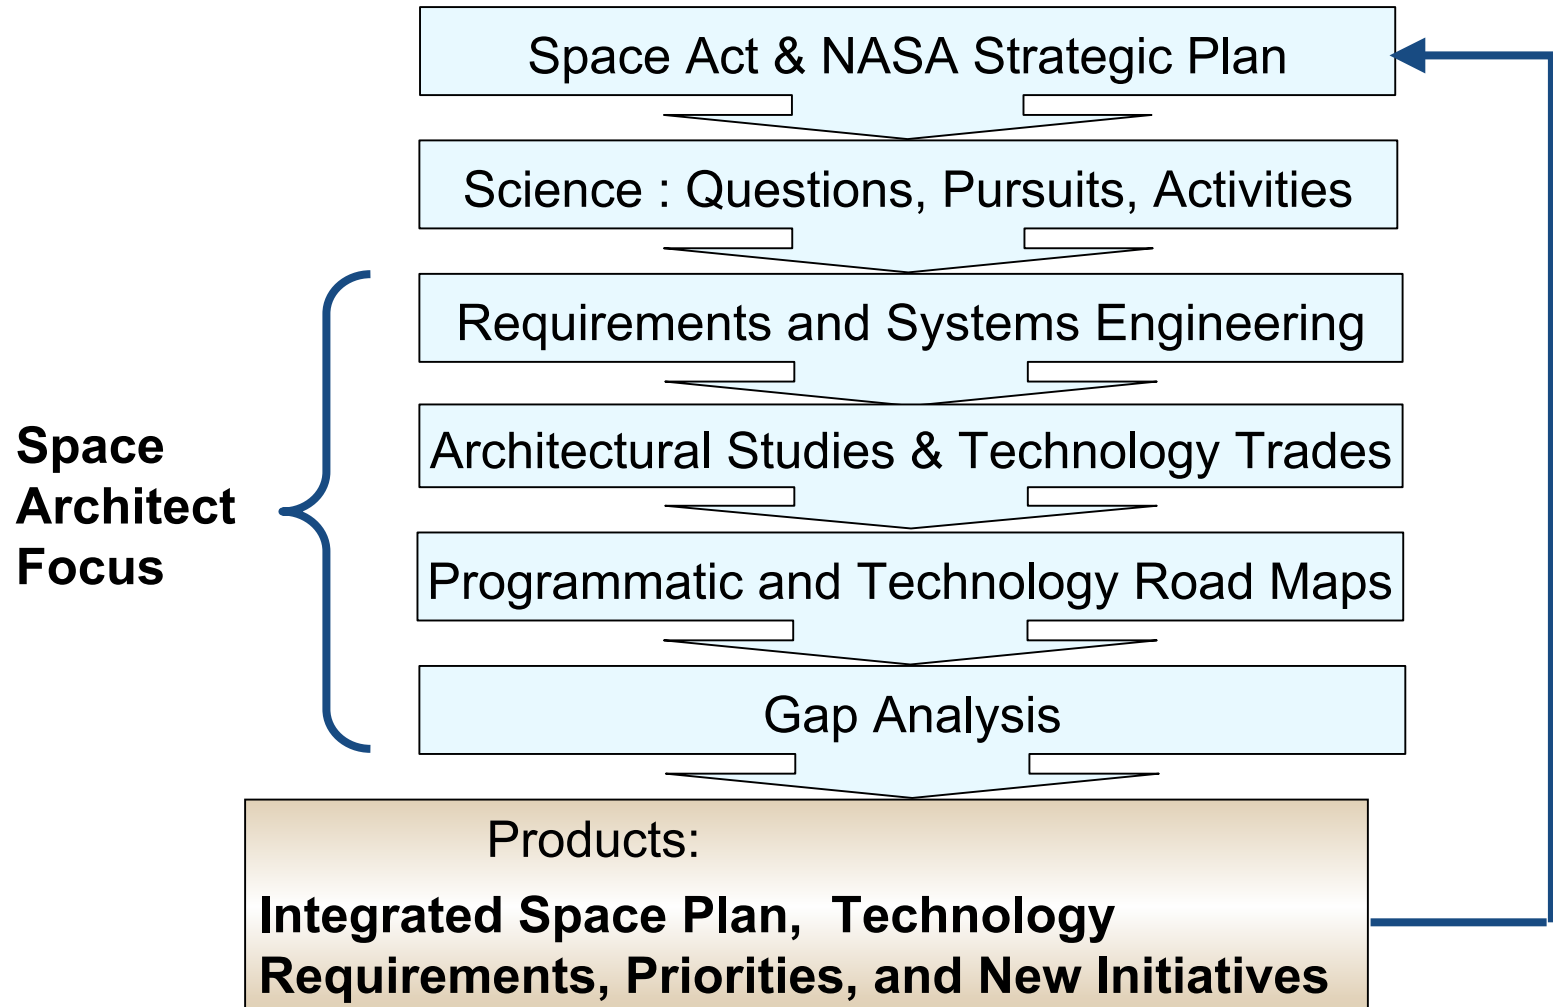 Space Act & NASA Strategic Plan
Science : Questions, Pursuits, Activities
Requirements and Systems Engineering
Architectural Studies & Technology Trades
Programmatic and Technology Road Maps
Gap Analysis
Space
Architect
Focus
Products:
Integrated Space Plan, Technology
Requirements, Priorities, and New Initiatives